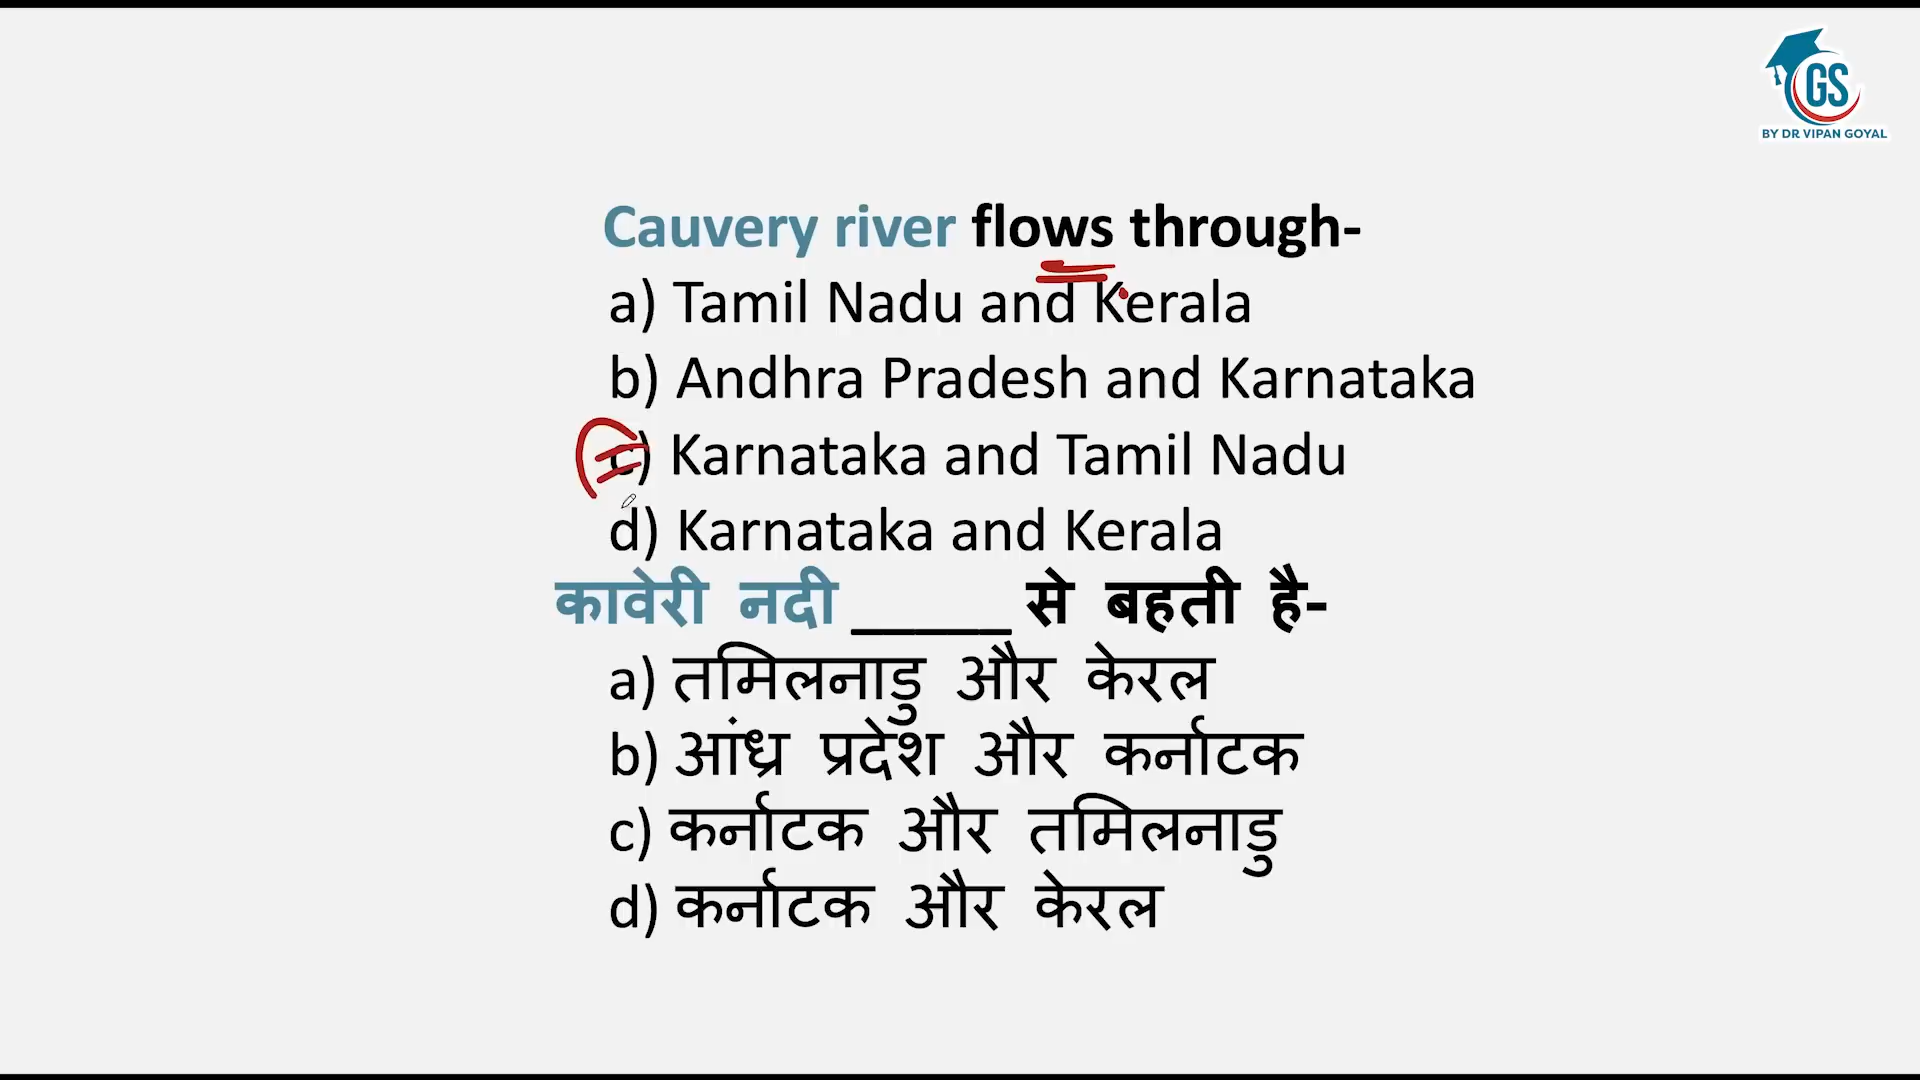 GS
BY DR VIPAN GOYAL
Cauvery river flows through-
a) Tamil Nadu and Kerala
b) Andhra Pradesh and Karnataka
c) Karnataka and Tamil Nadu
d) Karnataka and Kerala
कावेरी नदी _____ से बहती है-
a) तमिलनाडु और केरल
b) आंध्र प्रदेश और कर्नाटक
c) कर्नाटक और तमिलनाडु
d) कर्नाटक और केरल